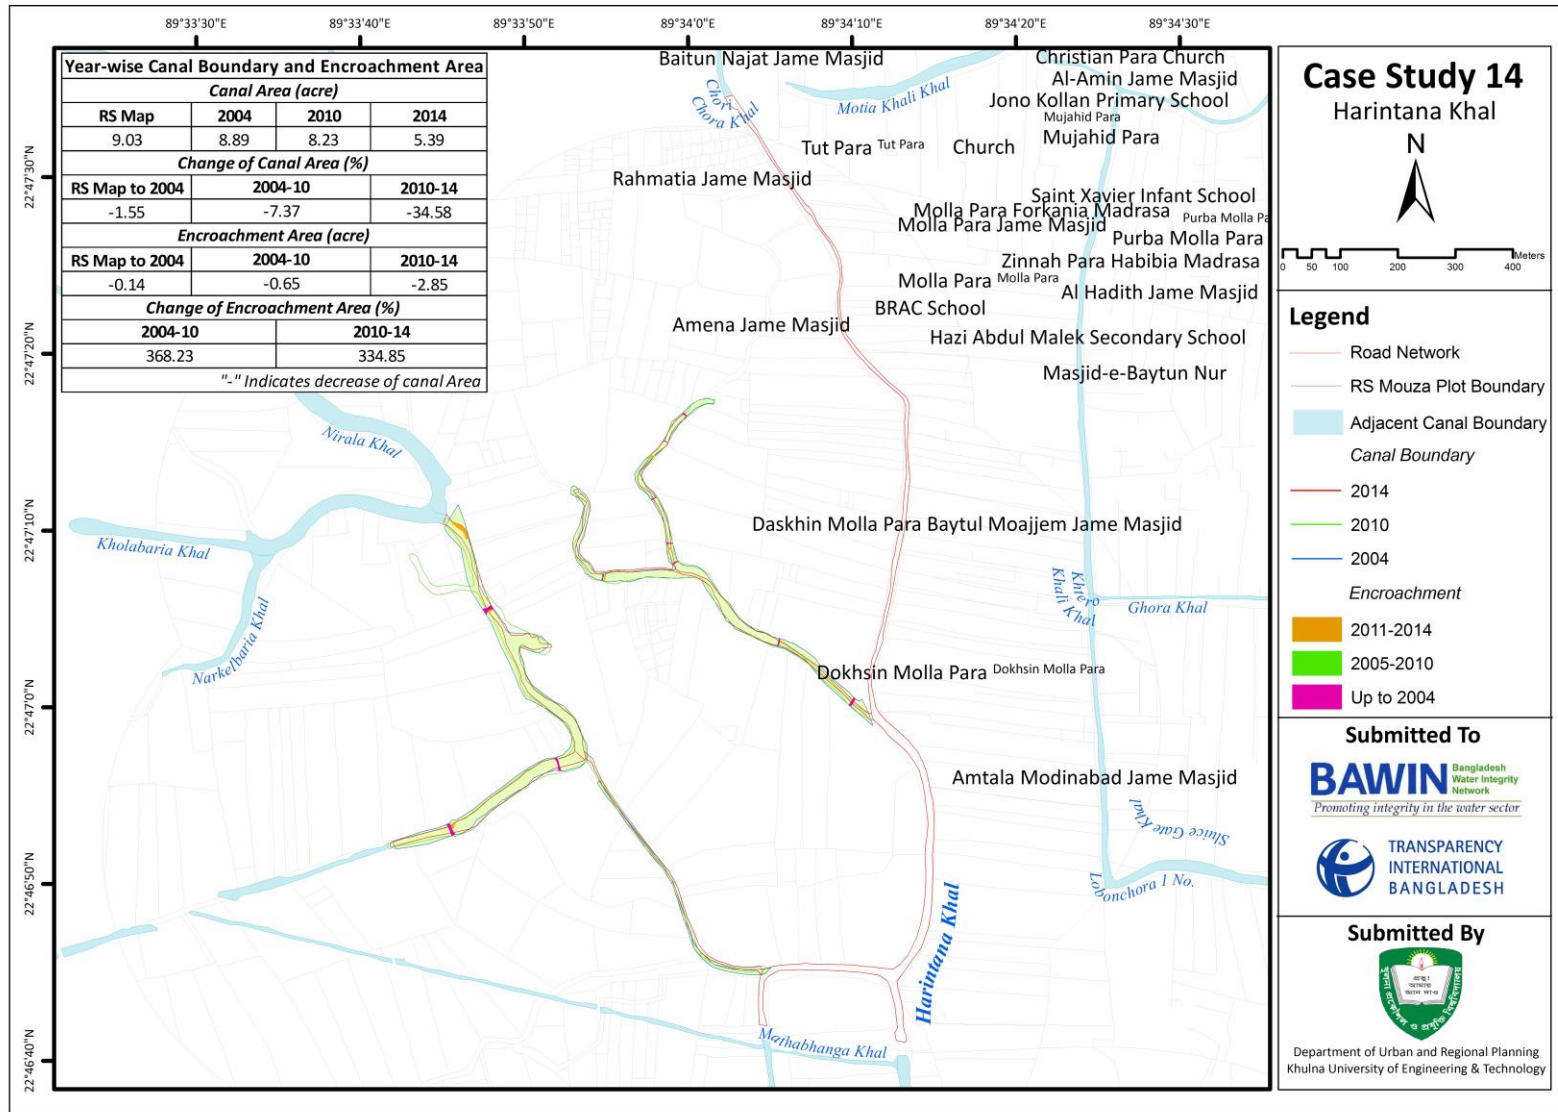 89°33'30"E
89°33'40"E
89°33'50"E
89°34'0"E
89°34'10"E
89°34'20"E
89°34'30"E
22°47'30"N
22°47'20"N
22°47'10"N
22°47'0"N
22°46'50"N
22°46'40"N
Year-wise Canal Boundary and Encroachment Area
Canal Area (acre)
RS Map 2004 2010 2014
9.03 8.89 8.23 5.39
Change of Canal Area (%)
RS Map to 2004 2004-10 2010-14
-1.55 -7.37 -34.58
Encroachment Area (acre)
RS Map to 2004 2004-10 2010-14
-0.14 -0.65 -2.85
Change of Encroachment Area (%)
2004-10 2010-14
368.23 334.85
"-" Indicates decrease of canal Area
Baitun Najat Jame Masjid
Christian Para Church
Al-Amin Jame Masjid
Chori
Chora Khal
Motia Khali Khal
Jono Kollan Primary School
Mujahid Para
Mujahid Para
Tut Para Tut Para
Church
Rahmatia Jame Masjid
Saint Xavier Infant School
Molla Para Forkania Madrasa
Purba Molla Pa
Molla Para Jame Masjid
Purba Molla Para
Zinnah Para Habibia Madrasa
Molla Para Molla Para
Al Hadith Jame Masjid
BRAC School
Amena Jame Masjid
Hazi Abdul Malek Secondary School
Masjid-e-Baytun Nur
Nirala Khal
Daskhin Molla Para Baytul Moajjem Jame Masjid
Kholabaria Khal
Khtero
Khali Khal
Ghora Khal
Narkelbaria Khal
Dokhsin Molla Para Dokhsin Molla Para
Amtala Modinabad Jame Masjid
Sluice Gate Khal
Lobonchora 1 No.
Harintana Khal
Mathabhanga Khal
Case Study 14
Harintana Khal
N
Meters
0 50 100 200 300 400
Legend
Road Network
RS Mouza Plot Boundary
Adjacent Canal Boundary
Canal Boundary
2014
2010
2004
Encroachment
2011-2014
2005-2010
Up to 2004
Submitted To
BAWIN Bangladesh
Water Integrity
Network
Promoting integrity in the water sector
TRANSPARENCY
INTERNATIONAL
BANGLADESH
Submitted By
খুলনা প্রকৌশল ও প্রযুক্তি বিশ্ববিদ্যালয়
প্রভু!
আমায়
জ্ঞান দাও
Department of Urban and Regional Planning
Khulna University of Engineering & Technology